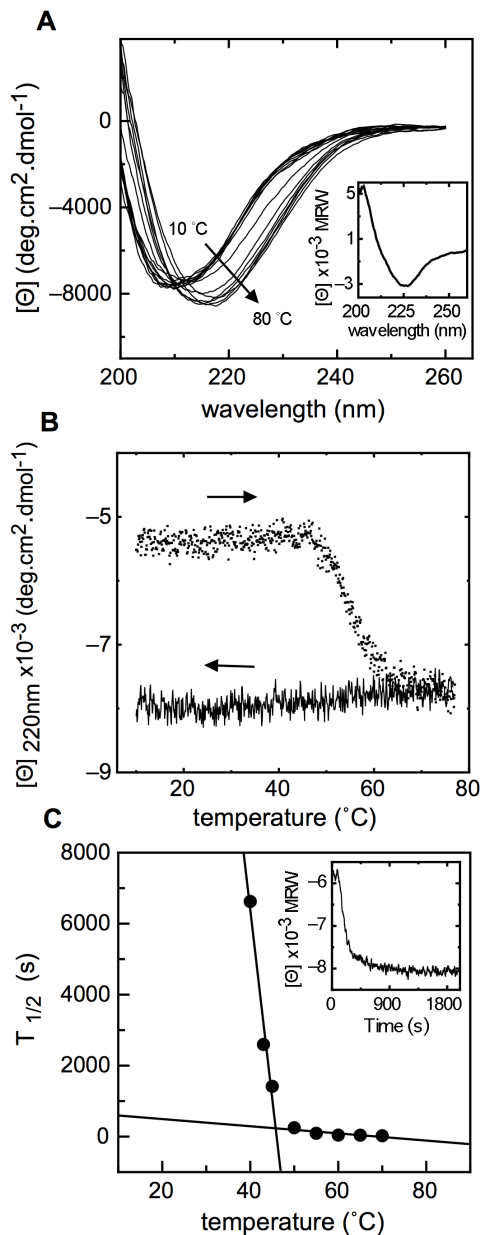 A
[Θ] (deg.cm².dmol⁻¹)
0
−4000
−8000
10 ˚C
80 ˚C
[Θ] x10⁻³ MRW
5
1
−3
200
225
250
wavelength (nm)
200
220
240
260
wavelength (nm)
B
[Θ] 220nm x10⁻³ (deg.cm².dmol⁻¹)
−5
−7
−9
20
40
60
80
temperature (˚C)
C
T 1/2 (s)
8000
6000
4000
2000
0
[Θ] x10⁻³ MRW
−6
−7
−8
0
900
1800
Time (s)
20
40
60
80
temperature (˚C)